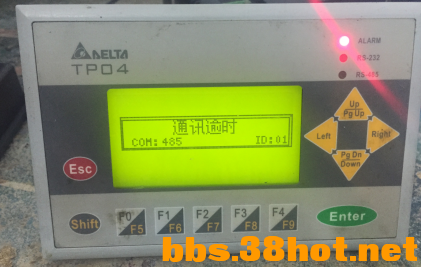 DELTA
TP04
ALARM
RS-232
RS-485
通讯逾时
COM:485 ID:01
Up
Pg Up
Left Right
Pg Dn
Down
Esc
Shift F0 F5 F1 F6 F2 F7 F3 F8 F4 F9 Enter
bbs.38hot.net